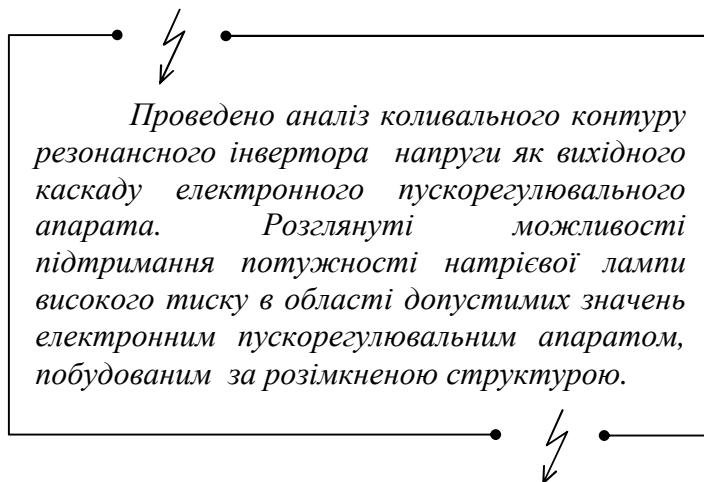 Проведено аналіз коливального контуру
резонансного інвертора напруги як вихідного
каскаду електронного пускорегулювального
апарата. Розглянуті можливості
підтримання потужності натрієвої лампи
високого тиску в області допустимих значень
електронним пускорегулювальним апаратом,
побудованим за розімкненою структурою.